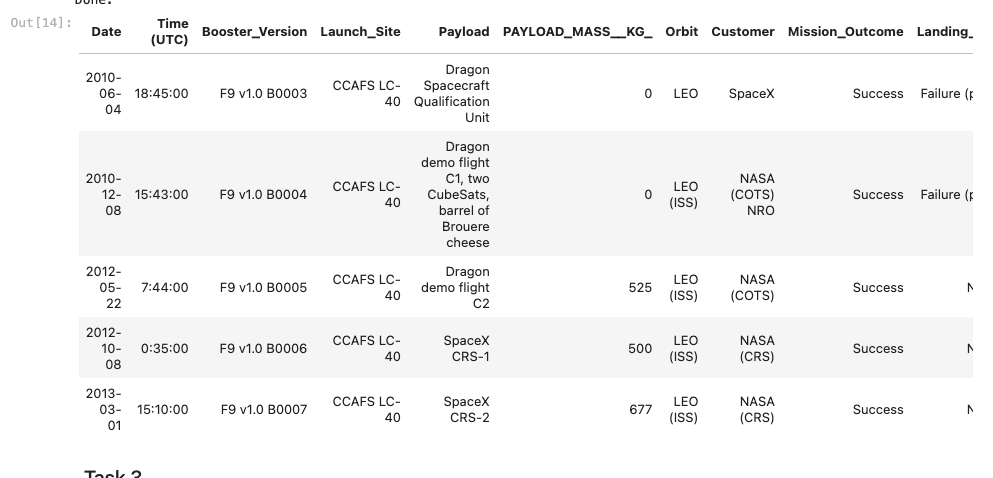 Done.
Out[14]:
Date Time (UTC) Booster_Version Launch_Site Payload PAYLOAD_MASS__KG_ Orbit Customer Mission_Outcome Landing_
2010-06-04 18:45:00 F9 v1.0 B0003 CCAFS LC-40 Dragon Spacecraft Qualification Unit 0 LEO SpaceX Success Failure (p
2010-12-08 15:43:00 F9 v1.0 B0004 CCAFS LC-40 Dragon demo flight C1, two CubeSats, barrel of Brouere cheese 0 LEO (ISS) NASA (COTS) NRO Success Failure (p
2012-05-22 7:44:00 F9 v1.0 B0005 CCAFS LC-40 Dragon demo flight C2 525 LEO (ISS) NASA (COTS) Success N
2012-10-08 0:35:00 F9 v1.0 B0006 CCAFS LC-40 SpaceX CRS-1 500 LEO (ISS) NASA (CRS) Success N
2013-03-01 15:10:00 F9 v1.0 B0007 CCAFS LC-40 SpaceX CRS-2 677 LEO (ISS) NASA (CRS) Success N
Task 3